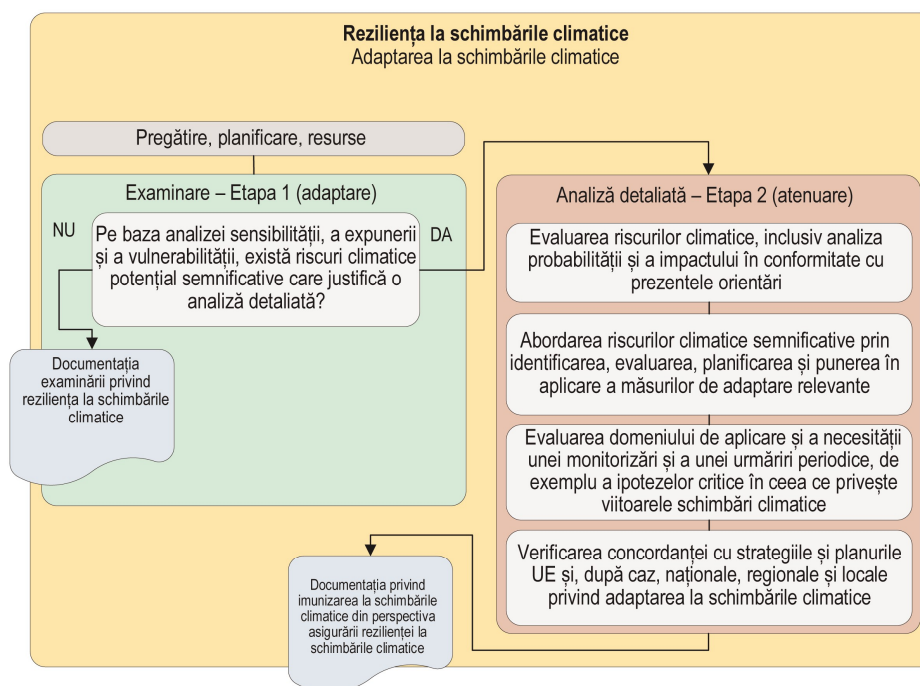 Reziliența la schimbările climatice
Adaptarea la schimbările climatice
Pregătire, planificare, resurse
Examinare – Etapa 1 (adaptare)
NU
Pe baza analizei sensibilității, a expunerii
și a vulnerabilității, există riscuri climatice
potențial semnificative care justifică o
analiză detaliată?
DA
Documentația
examinării privind
reziliența la schimbările
climatice
Analiză detaliată – Etapa 2 (atenuare)
Evaluarea riscurilor climatice, inclusiv analiza
probabilității și a impactului în conformitate cu
prezentele orientări
Abordarea riscurilor climatice semnificative prin
identificarea, evaluarea, planificarea și punerea în
aplicare a măsurilor de adaptare relevante
Evaluarea domeniului de aplicare și a necesității
unei monitorizări și a unei urmăriri periodice, de
exemplu a ipotezelor critice în ceea ce privește
viitoarele schimbări climatice
Verificarea concordanței cu strategiile și planurile
UE și, după caz, naționale, regionale și locale
privind adaptarea la schimbările climatice
Documentația privind
imunizarea la schimbările
climatice din perspectiva
asigurării rezilienței la
schimbările climatice